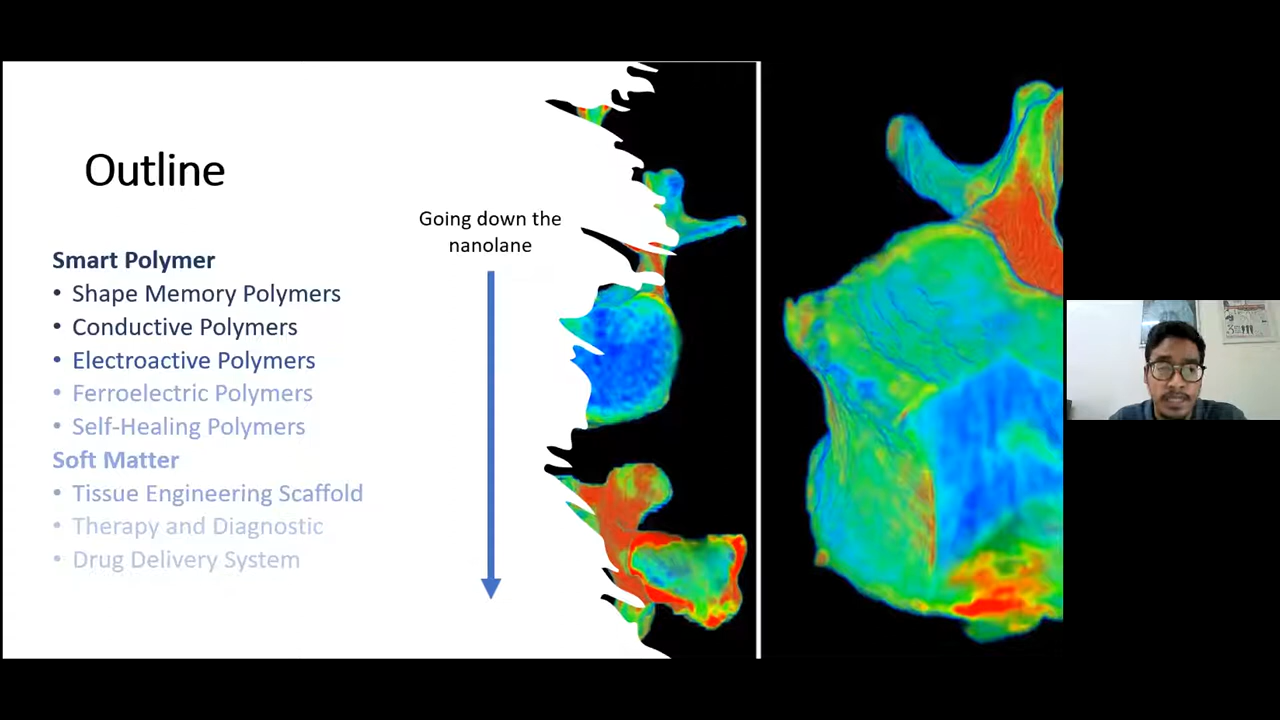 Outline
Going down the
nanolane
Smart Polymer
• Shape Memory Polymers
• Conductive Polymers
• Electroactive Polymers
• Ferroelectric Polymers
• Self-Healing Polymers
Soft Matter
• Tissue Engineering Scaffold
• Therapy and Diagnostic
• Drug Delivery System